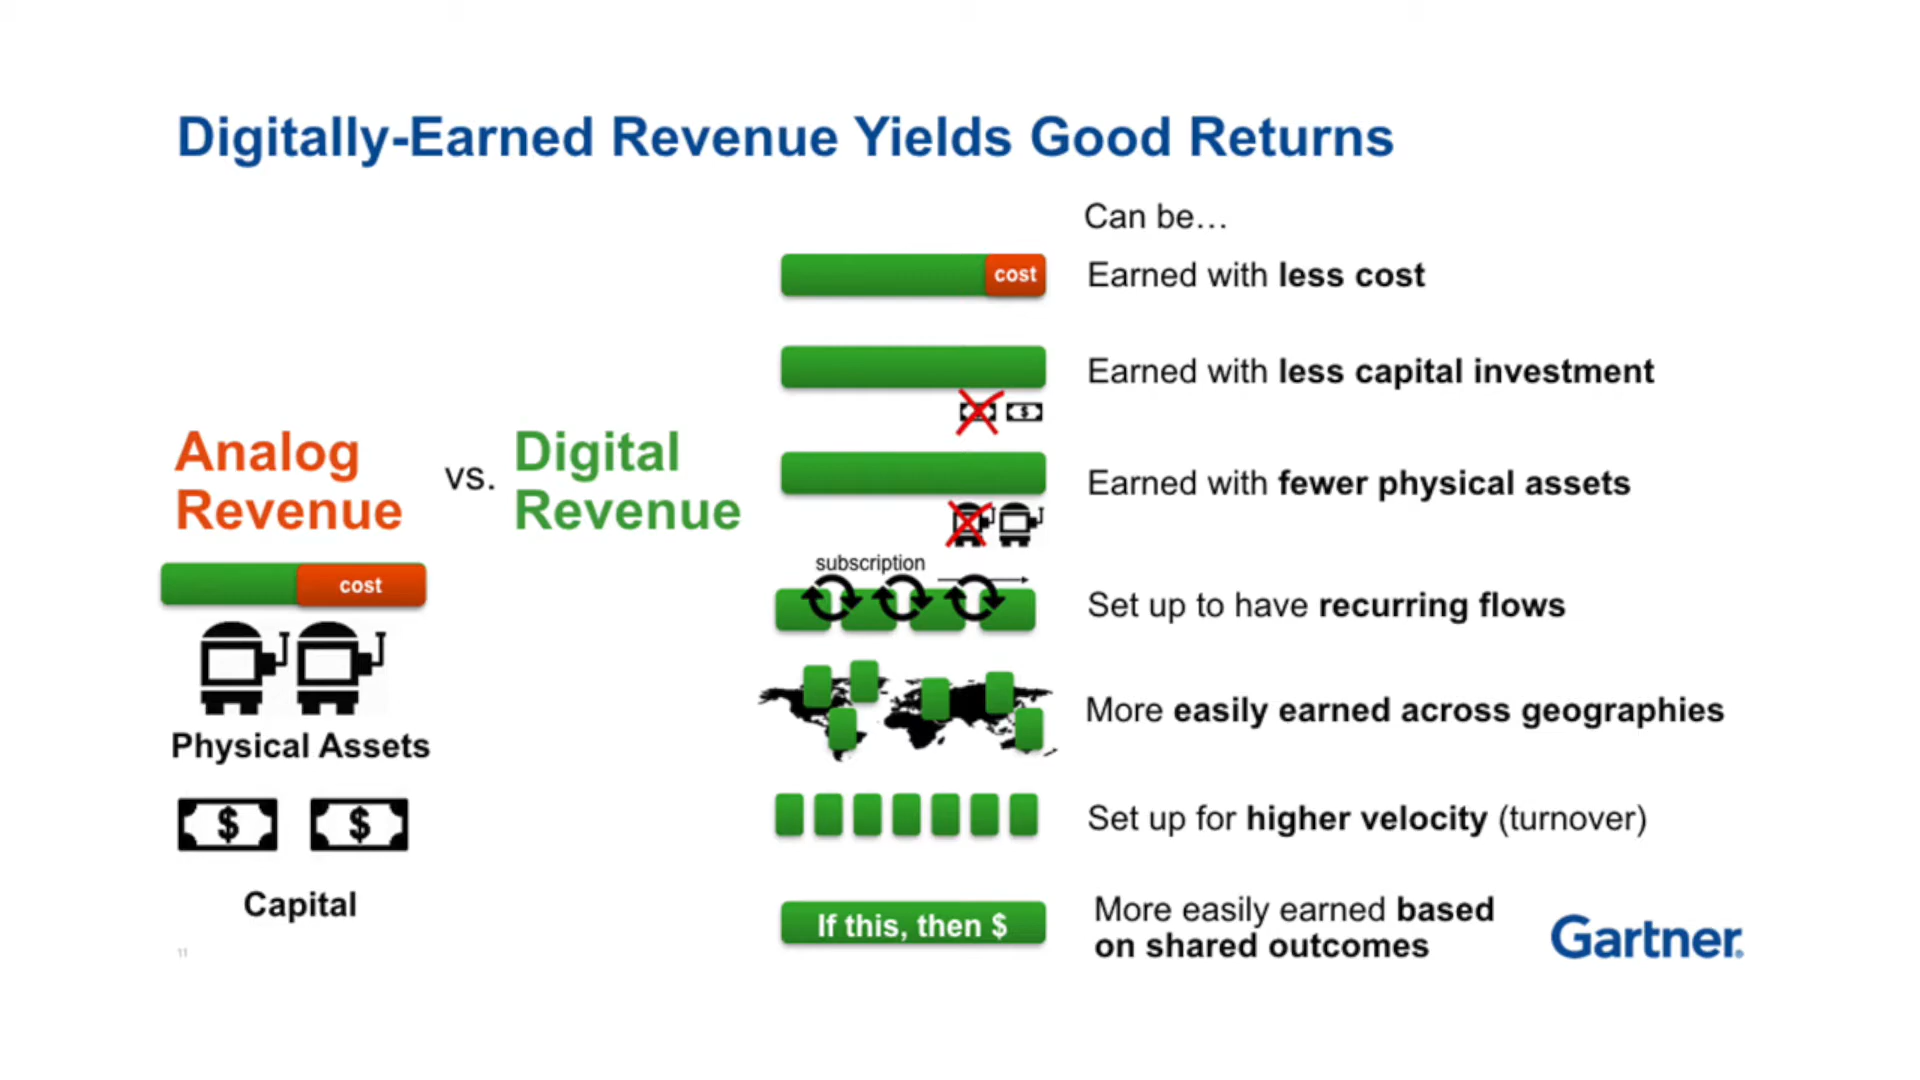 Digitally-Earned Revenue Yields Good Returns
Can be…
cost
Earned with less cost
Earned with less capital investment
$
Earned with fewer physical assets
Analog
Revenue
vs.
Digital
Revenue
cost
Physical Assets
$ $
Capital
subscription
Set up to have recurring flows
More easily earned across geographies
Set up for higher velocity (turnover)
If this, then $
More easily earned based
on shared outcomes
Gartner.
11